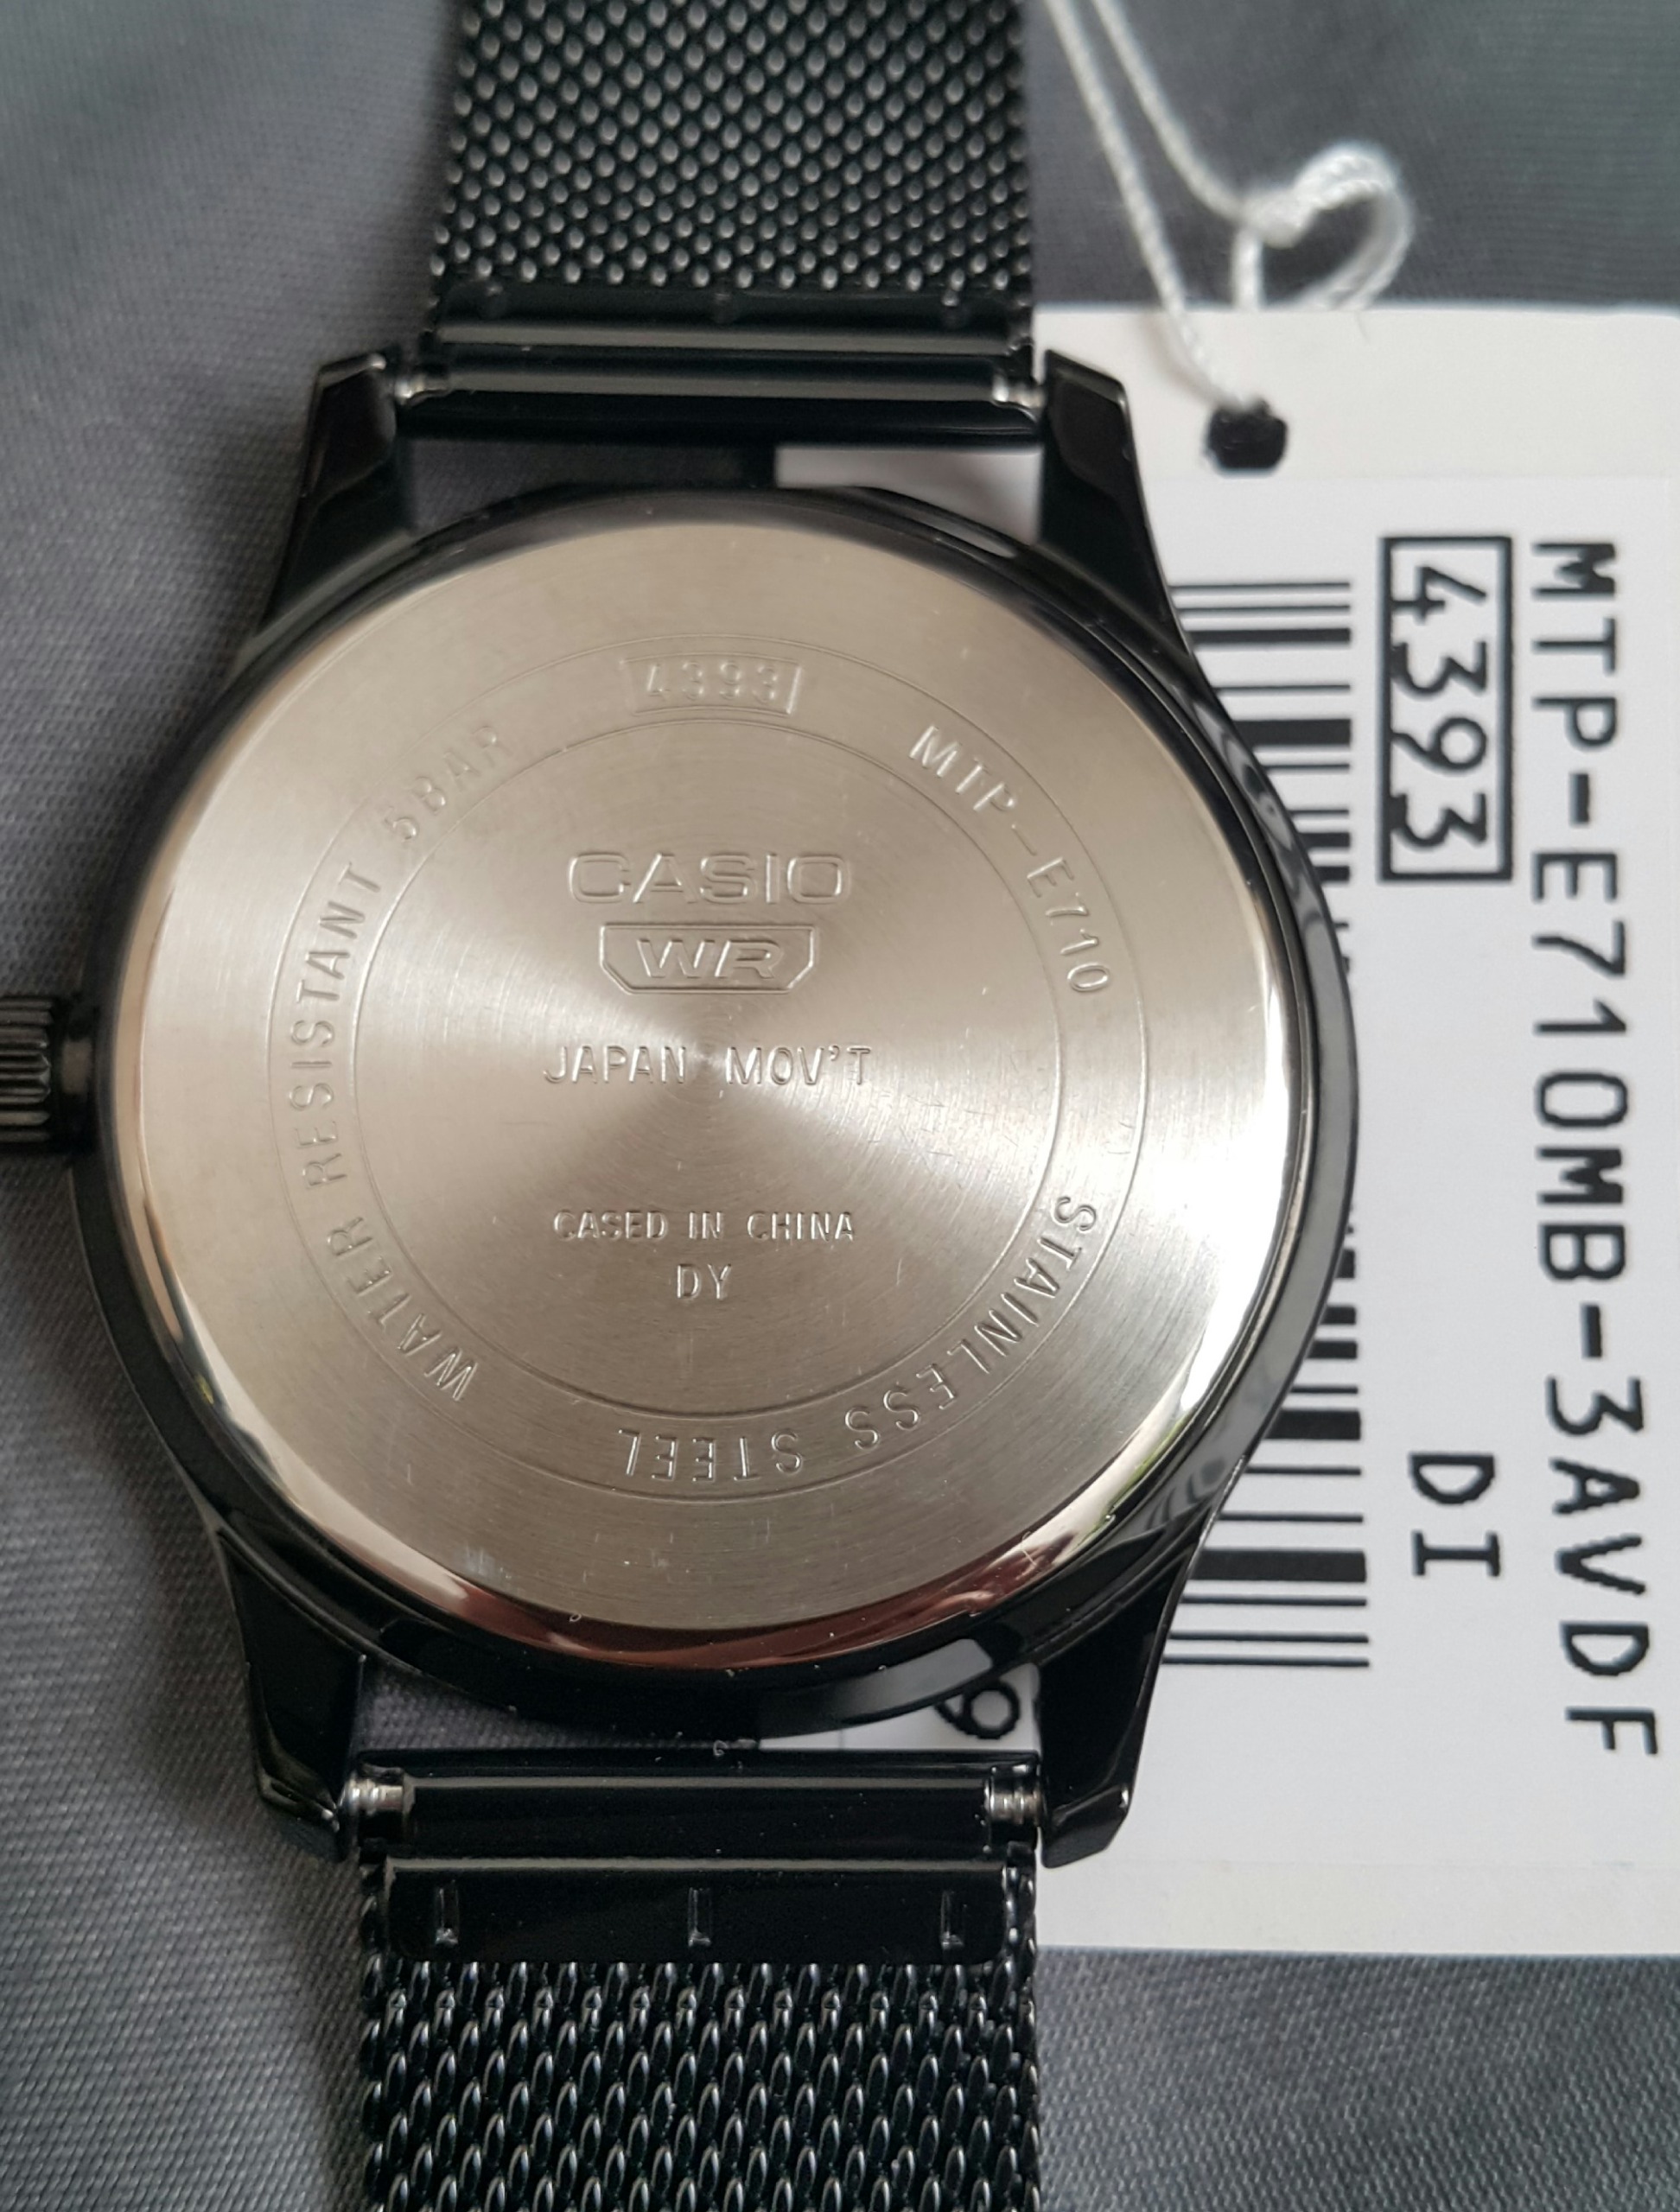 4393
MTP-E710
WATER RESISTANT 5BAR
CASIO
WR
JAPAN MOV'T
CASED IN CHINA
DY
STAINLESS STEEL
MTP-E710MB-3AVDF
4393
DI
9